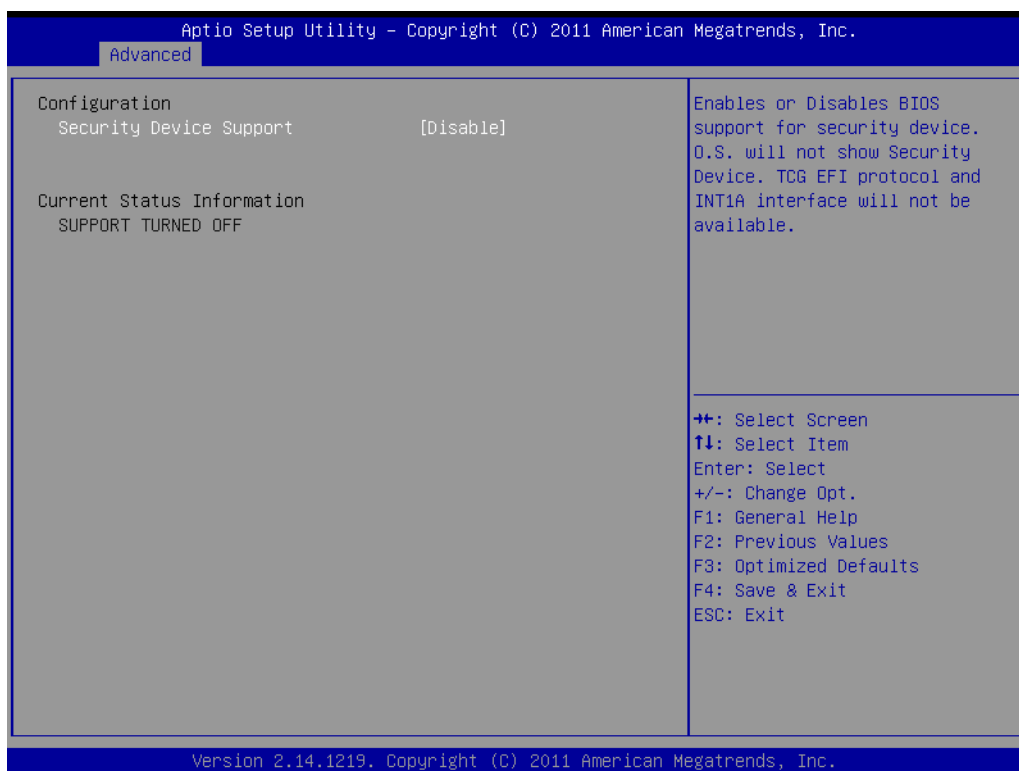 Aptio Setup Utility – Copyright (C) 2011 American Megatrends, Inc.
Advanced
Configuration
Security Device Support [Disable]
Current Status Information
SUPPORT TURNED OFF
Enables or Disables BIOS
support for security device.
O.S. will not show Security
Device. TCG EFI protocol and
INT1A interface will not be
available.
→←: Select Screen
↑↓: Select Item
Enter: Select
+/-: Change Opt.
F1: General Help
F2: Previous Values
F3: Optimized Defaults
F4: Save & Exit
ESC: Exit
Version 2.14.1219. Copyright (C) 2011 American Megatrends, Inc.